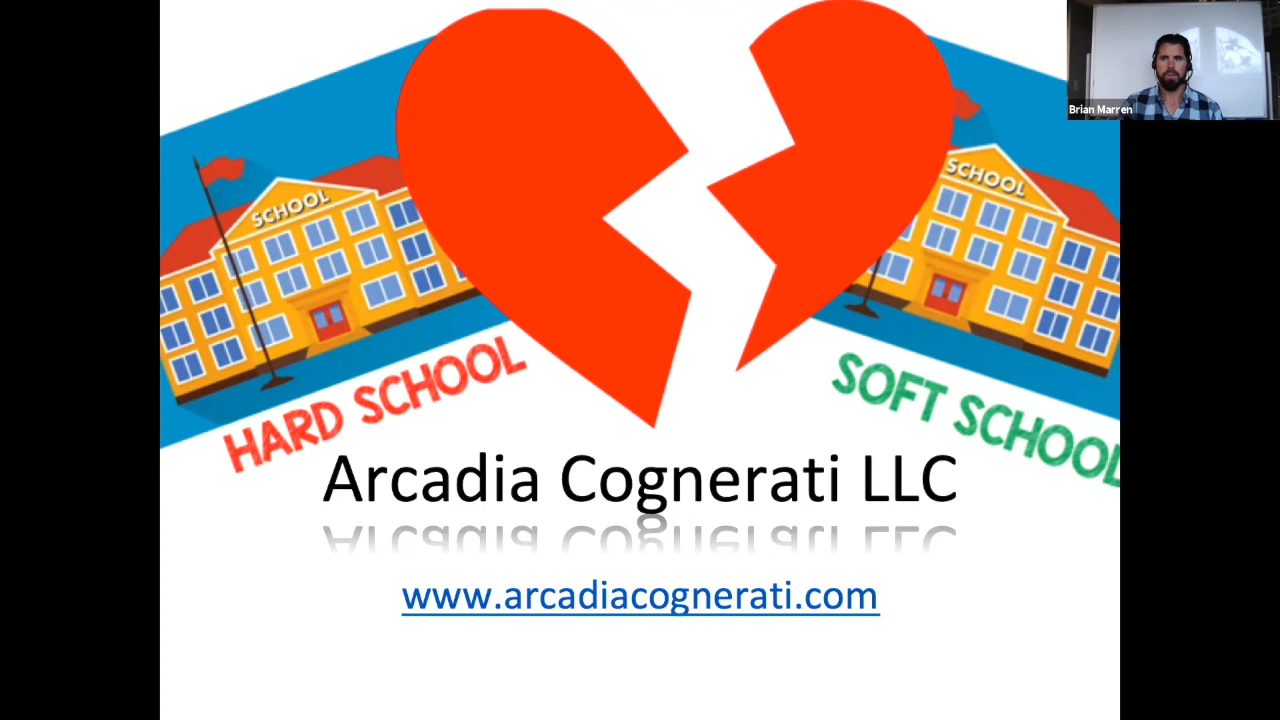 Brian Marren
SCHOOL
SCHOOL
HARD SCHOOL
SOFT SCHOOL
Arcadia Cognerati LLC
www.arcadiacognerati.com